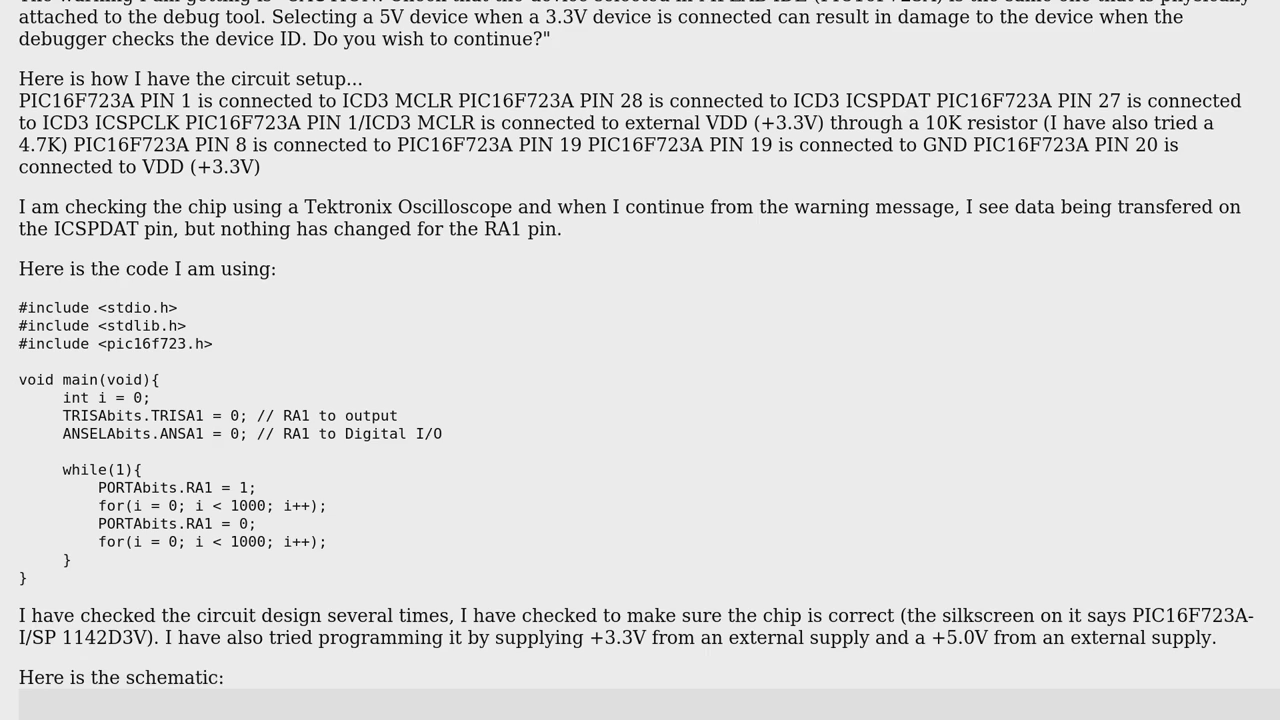 attached to the debug tool. Selecting a 5V device when a 3.3V device is connected can result in damage to the device when the
debugger checks the device ID. Do you wish to continue?"
Here is how I have the circuit setup...
PIC16F723A PIN 1 is connected to ICD3 MCLR PIC16F723A PIN 28 is connected to ICD3 ICSPDAT PIC16F723A PIN 27 is connected
to ICD3 ICSPCLK PIC16F723A PIN 1/ICD3 MCLR is connected to external VDD (+3.3V) through a 10K resistor (I have also tried a
4.7K) PIC16F723A PIN 8 is connected to PIC16F723A PIN 19 PIC16F723A PIN 19 is connected to GND PIC16F723A PIN 20 is
connected to VDD (+3.3V)
I am checking the chip using a Tektronix Oscilloscope and when I continue from the warning message, I see data being transfered on
the ICSPDAT pin, but nothing has changed for the RA1 pin.
Here is the code I am using:
#include <stdio.h>
#include <stdlib.h>
#include <pic16f723.h>
void main(void){
int i = 0;
TRISAbits.TRISA1 = 0; // RA1 to output
ANSELAbits.ANSA1 = 0; // RA1 to Digital I/O
while(1){
PORTAbits.RA1 = 1;
for(i = 0; i < 1000; i++);
PORTAbits.RA1 = 0;
for(i = 0; i < 1000; i++);
}
}
I have checked the circuit design several times, I have checked to make sure the chip is correct (the silkscreen on it says PIC16F723A-
I/SP 1142D3V). I have also tried programming it by supplying +3.3V from an external supply and a +5.0V from an external supply.
Here is the schematic: